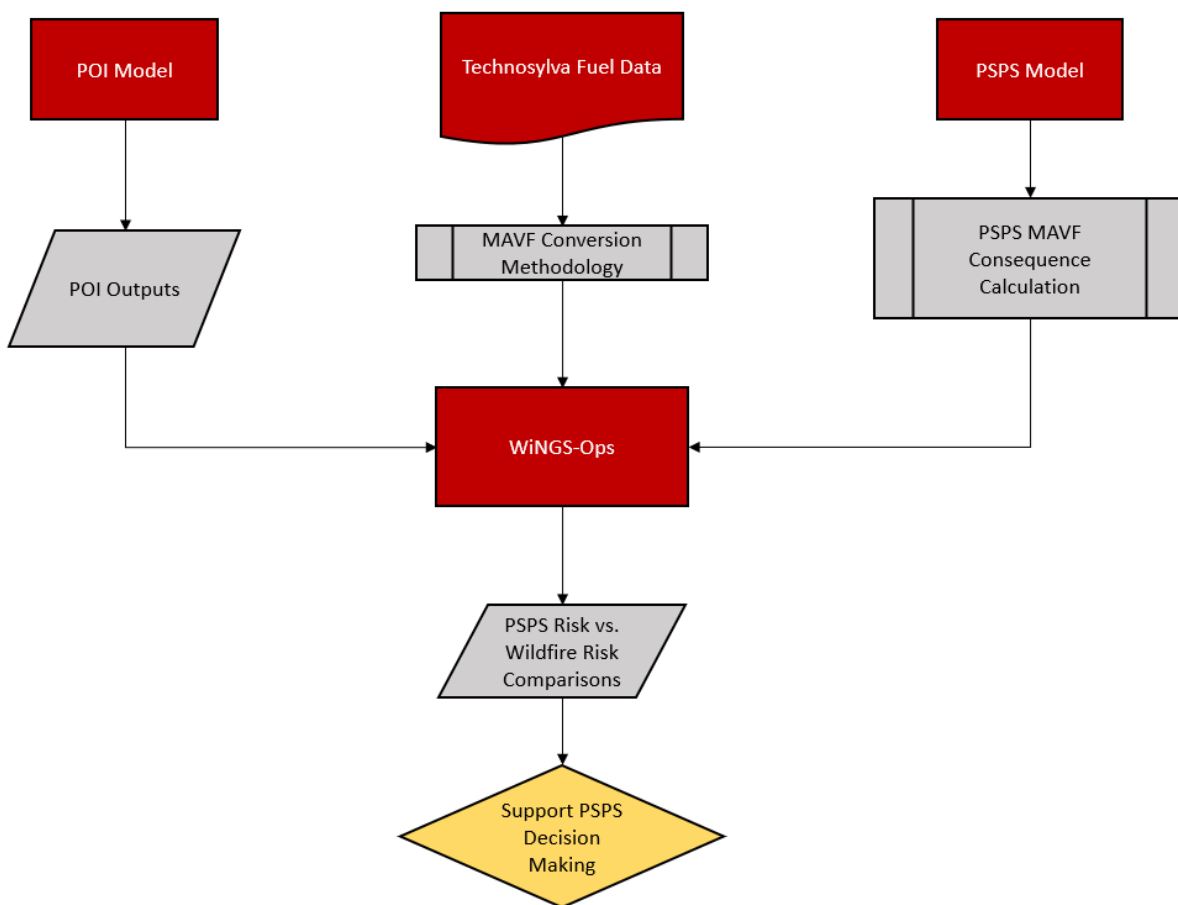 POI Model
Technosylva Fuel Data
PSPS Model
POI Outputs
MAVF Conversion
Methodology
PSPS MAVF
Consequence
Calculation
WiNGS-Ops
PSPS Risk vs.
Wildfire Risk
Comparisons
Support PSPS
Decision
Making